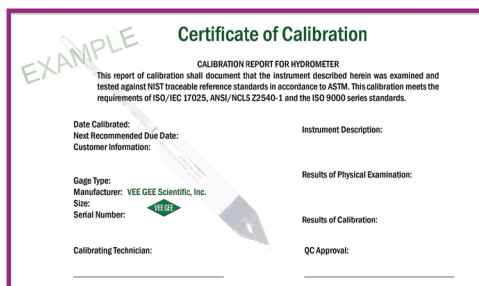 EXAMPLE
Certificate of Calibration
CALIBRATION REPORT FOR HYDROMETER
This report of calibration shall document that the instrument described herein was examined and
tested against NIST traceable reference standards in accordance to ASTM. This calibration meets the
requirements of ISO/IEC 17025, ANSI/NCLS Z2540-1 and the ISO 9000 series standards.
Date Calibrated:
Next Recommended Due Date:
Customer Information:
Instrument Description:
Gage Type:
Manufacturer: VEE GEE Scientific, Inc.
Size:
Serial Number:
VEE GEE
Results of Physical Examination:
Results of Calibration:
Calibrating Technician:
QC Approval: